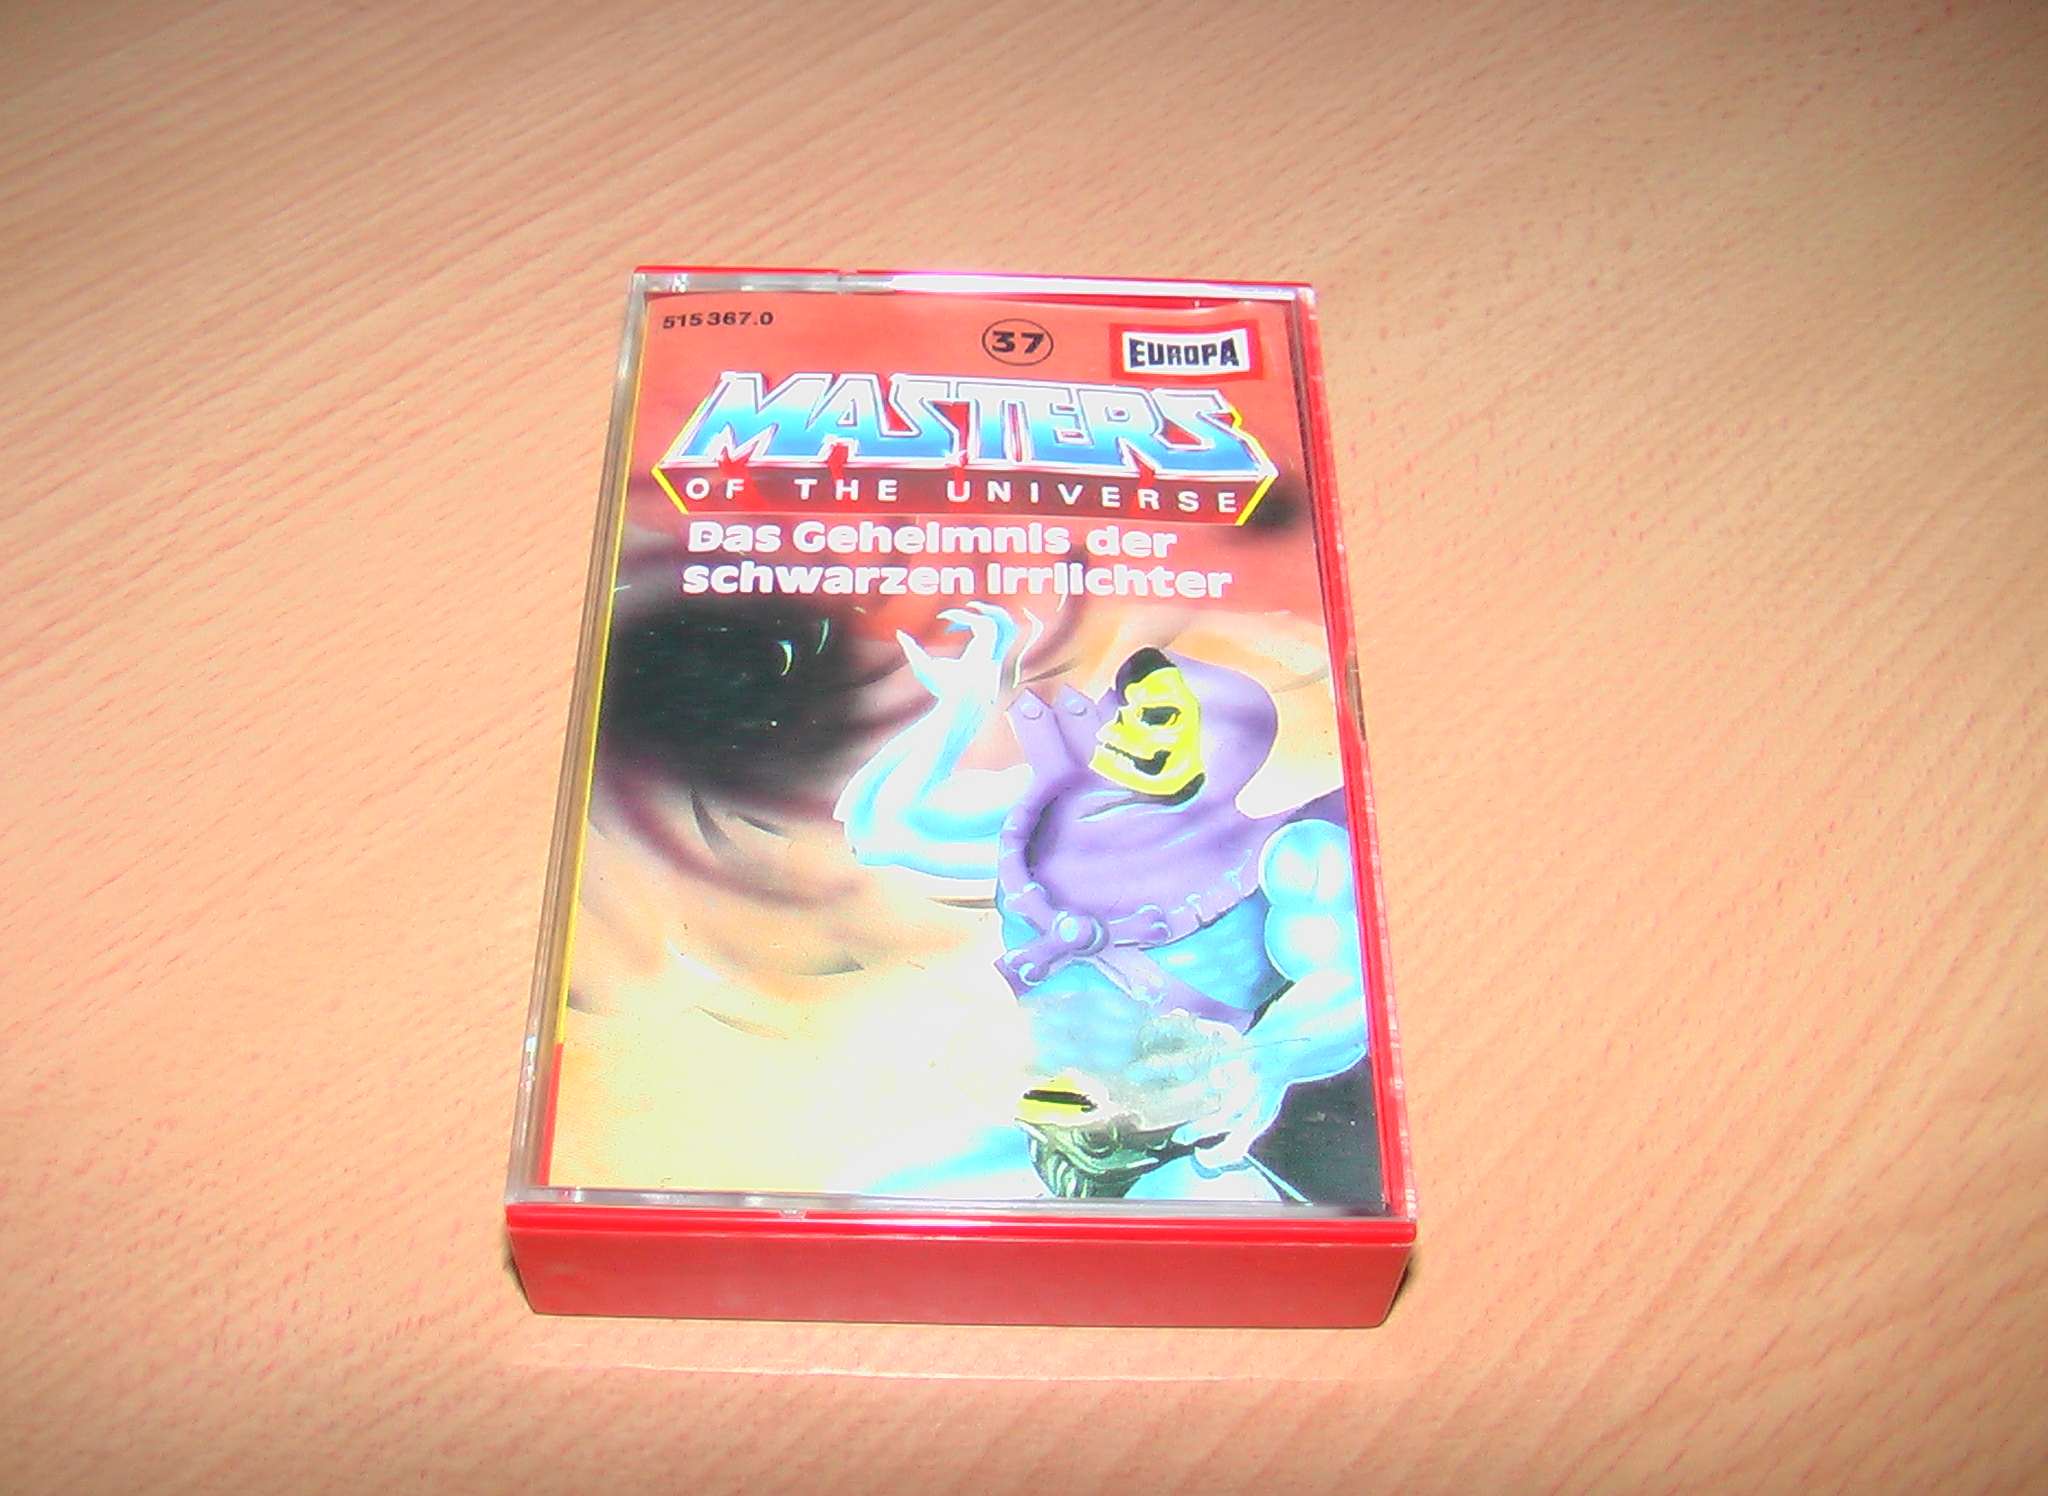 515 367.0
37
EUROPA
MASTERS
OF THE UNIVERSE
Das Geheimnis der
schwarzen Irrlichter